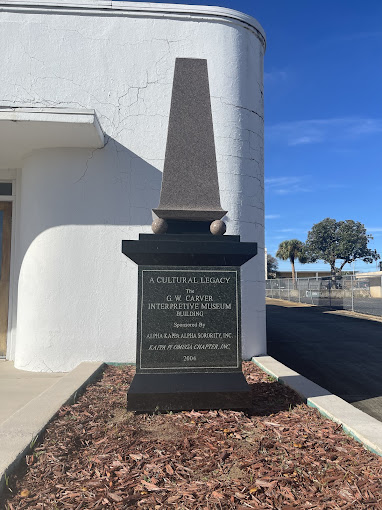 A CULTURAL LEGACY
The
G. W. CARVER
INTERPRETIVE MUSEUM
BUILDING
Sponsored By
ALPHA KAPPA ALPHA SORORITY, INC.
KAPPA PI OMEGA CHAPTER, INC.
2004